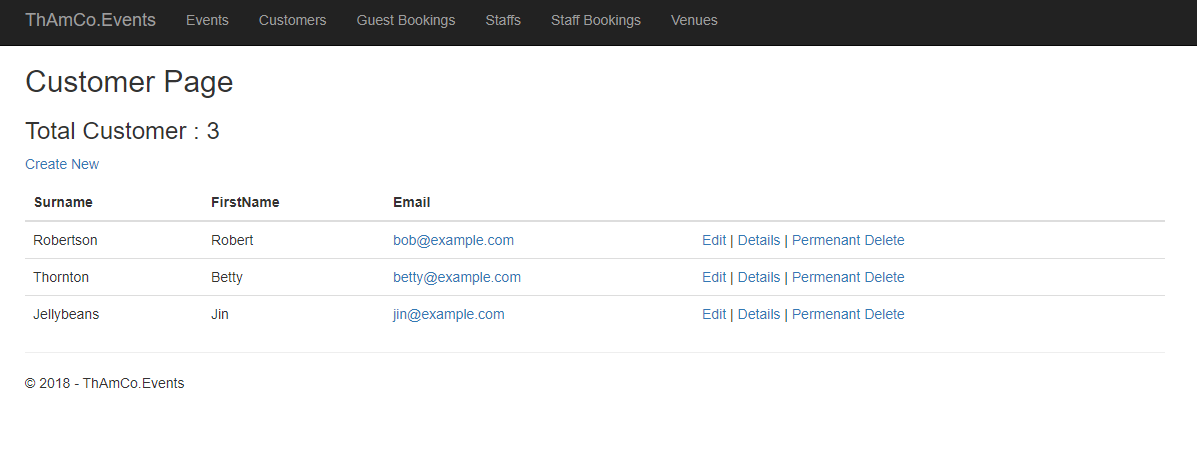 ThAmCo.Events Events Customers Guest Bookings Staffs Staff Bookings Venues
Customer Page
Total Customer : 3
Create New
Surname FirstName Email
Robertson Robert bob@example.com Edit | Details | Permenant Delete
Thornton Betty betty@example.com Edit | Details | Permenant Delete
Jellybeans Jin jin@example.com Edit | Details | Permenant Delete
© 2018 - ThAmCo.Events